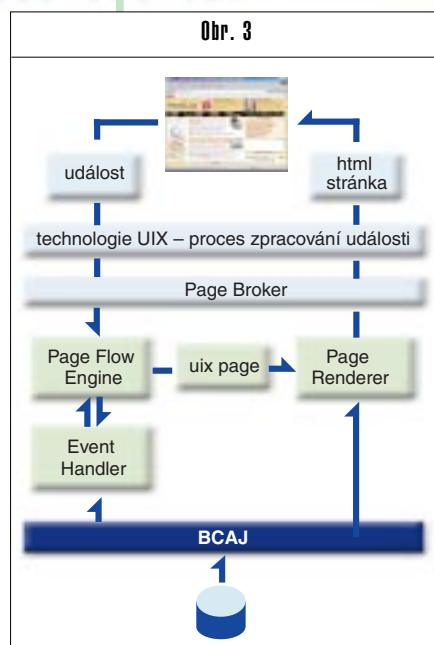 Obr. 3
událost
html
stránka
technologie UIX – proces zpracování události
Page Broker
Page Flow
Engine
uix page
Page
Renderer
Event
Handler
BCAJ